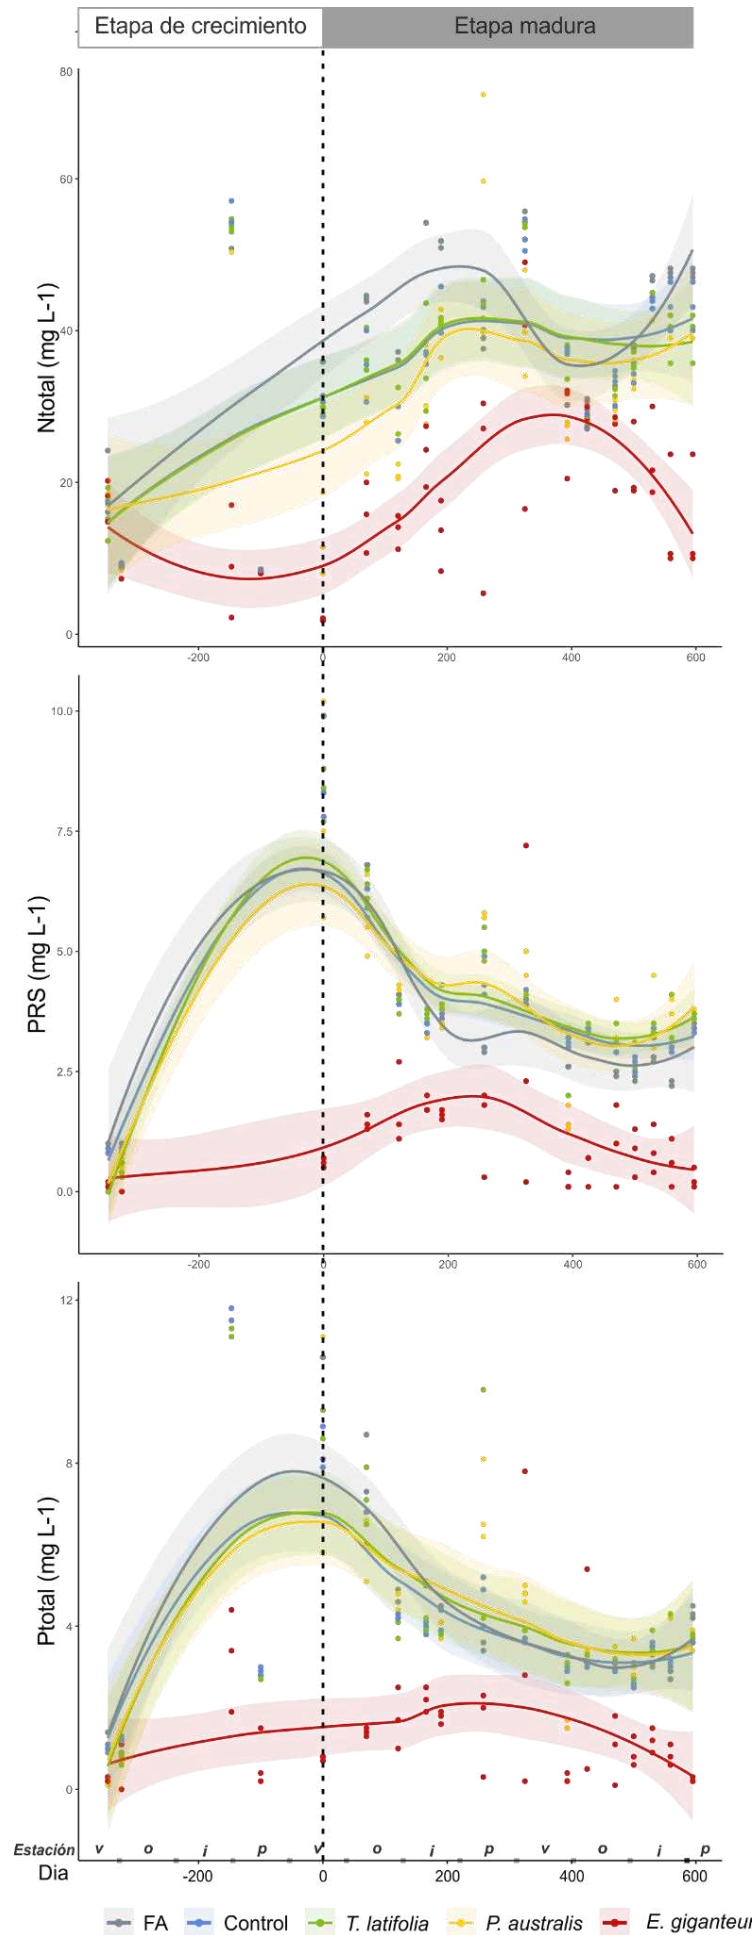 Etapa de crecimiento Etapa madura
Ntotal (mg L-1)
80
60
40
20
0
-200 0 200 400 600
PRS (mg L-1)
10.0
7.5
5.0
2.5
0.0
-200 0 200 400 600
Ptotal (mg L-1)
12
8
4
0
Estación v o i p v o i p v o i p
Dia -200 0 200 400 600
FA Control T. latifolia P. australis E. giganteur